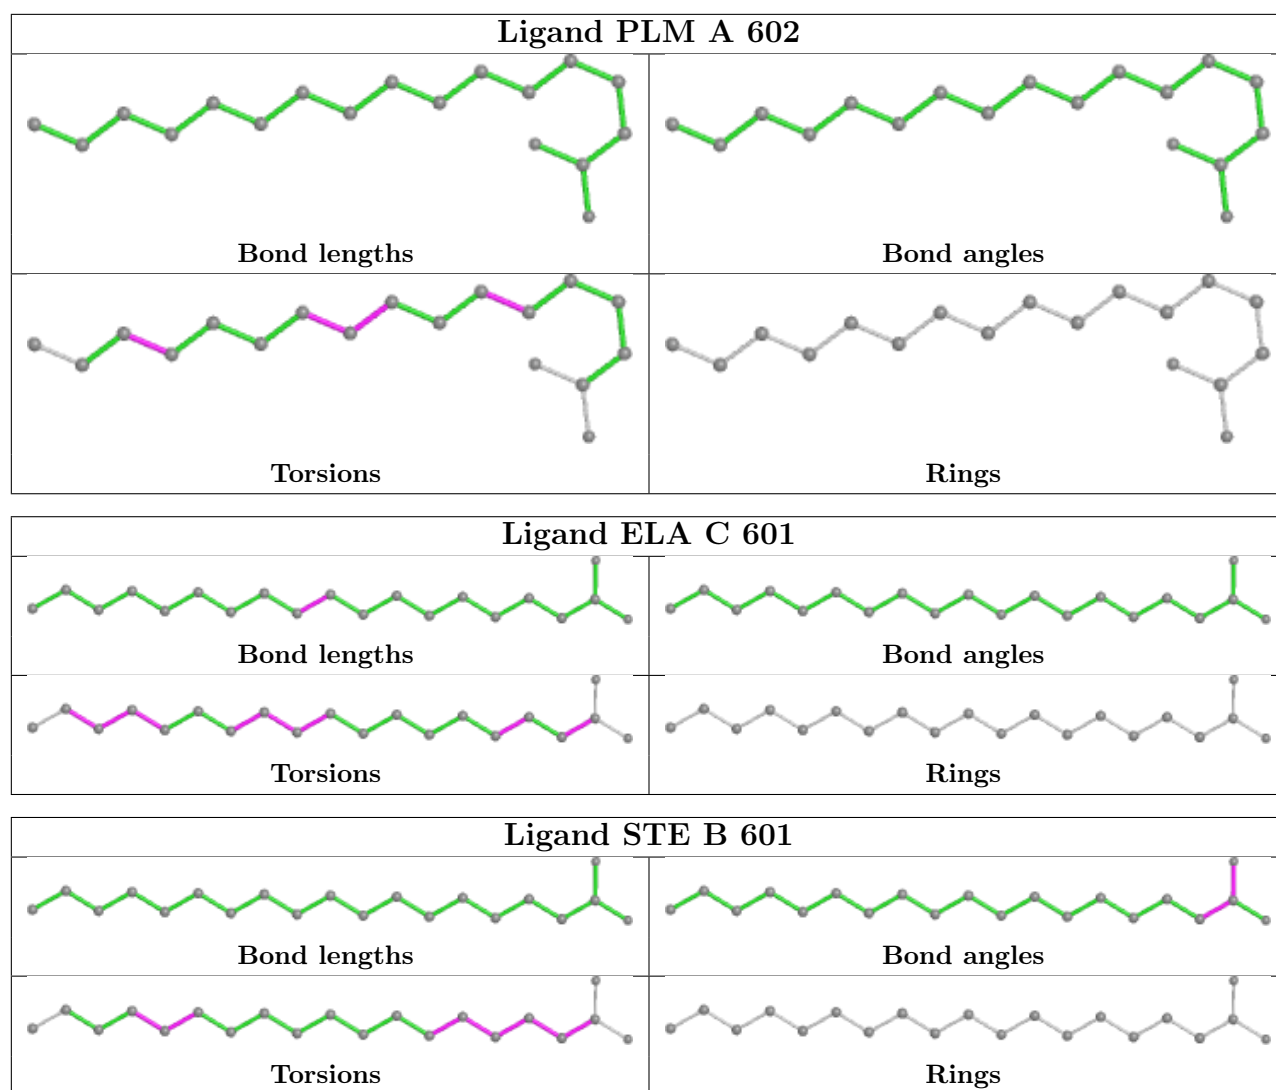 Ligand PLM A 602
Bond lengths
Bond angles
Torsions
Rings
Ligand ELA C 601
Bond lengths
Bond angles
Torsions
Rings
Ligand STE B 601
Bond lengths
Bond angles
Torsions
Rings